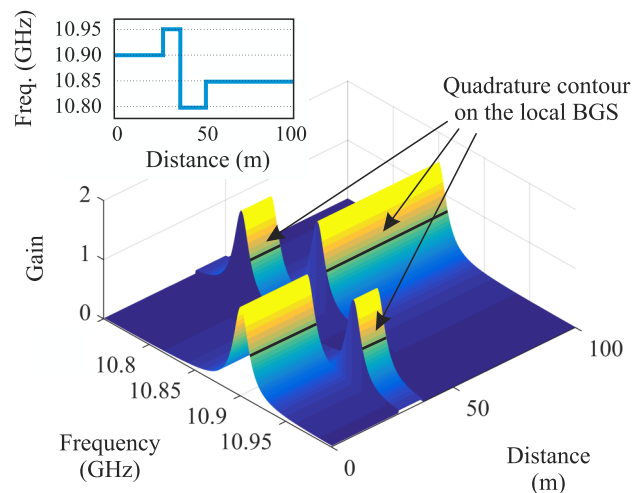 Freq. (GHz)
10.95
10.90
10.85
10.80
0
50
100
Distance (m)
Quadrature contour
on the local BGS
Gain
2
1
0
10.8
10.85
10.9
10.95
Frequency
(GHz)
0
50
100
Distance
(m)